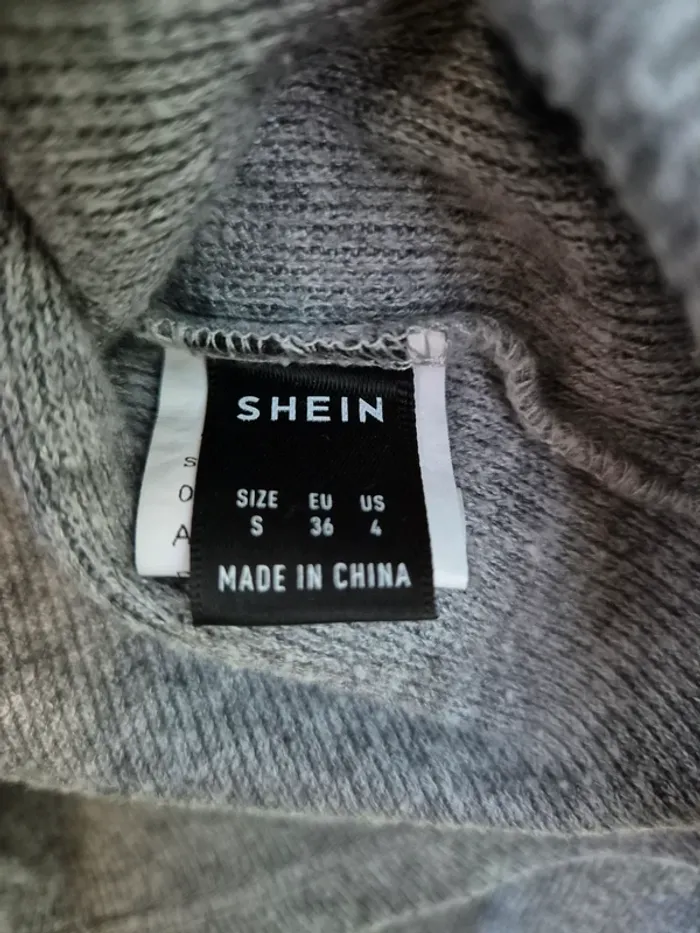 SHEIN
SIZE EU US
S 36 4
MADE IN CHINA
S
O
A